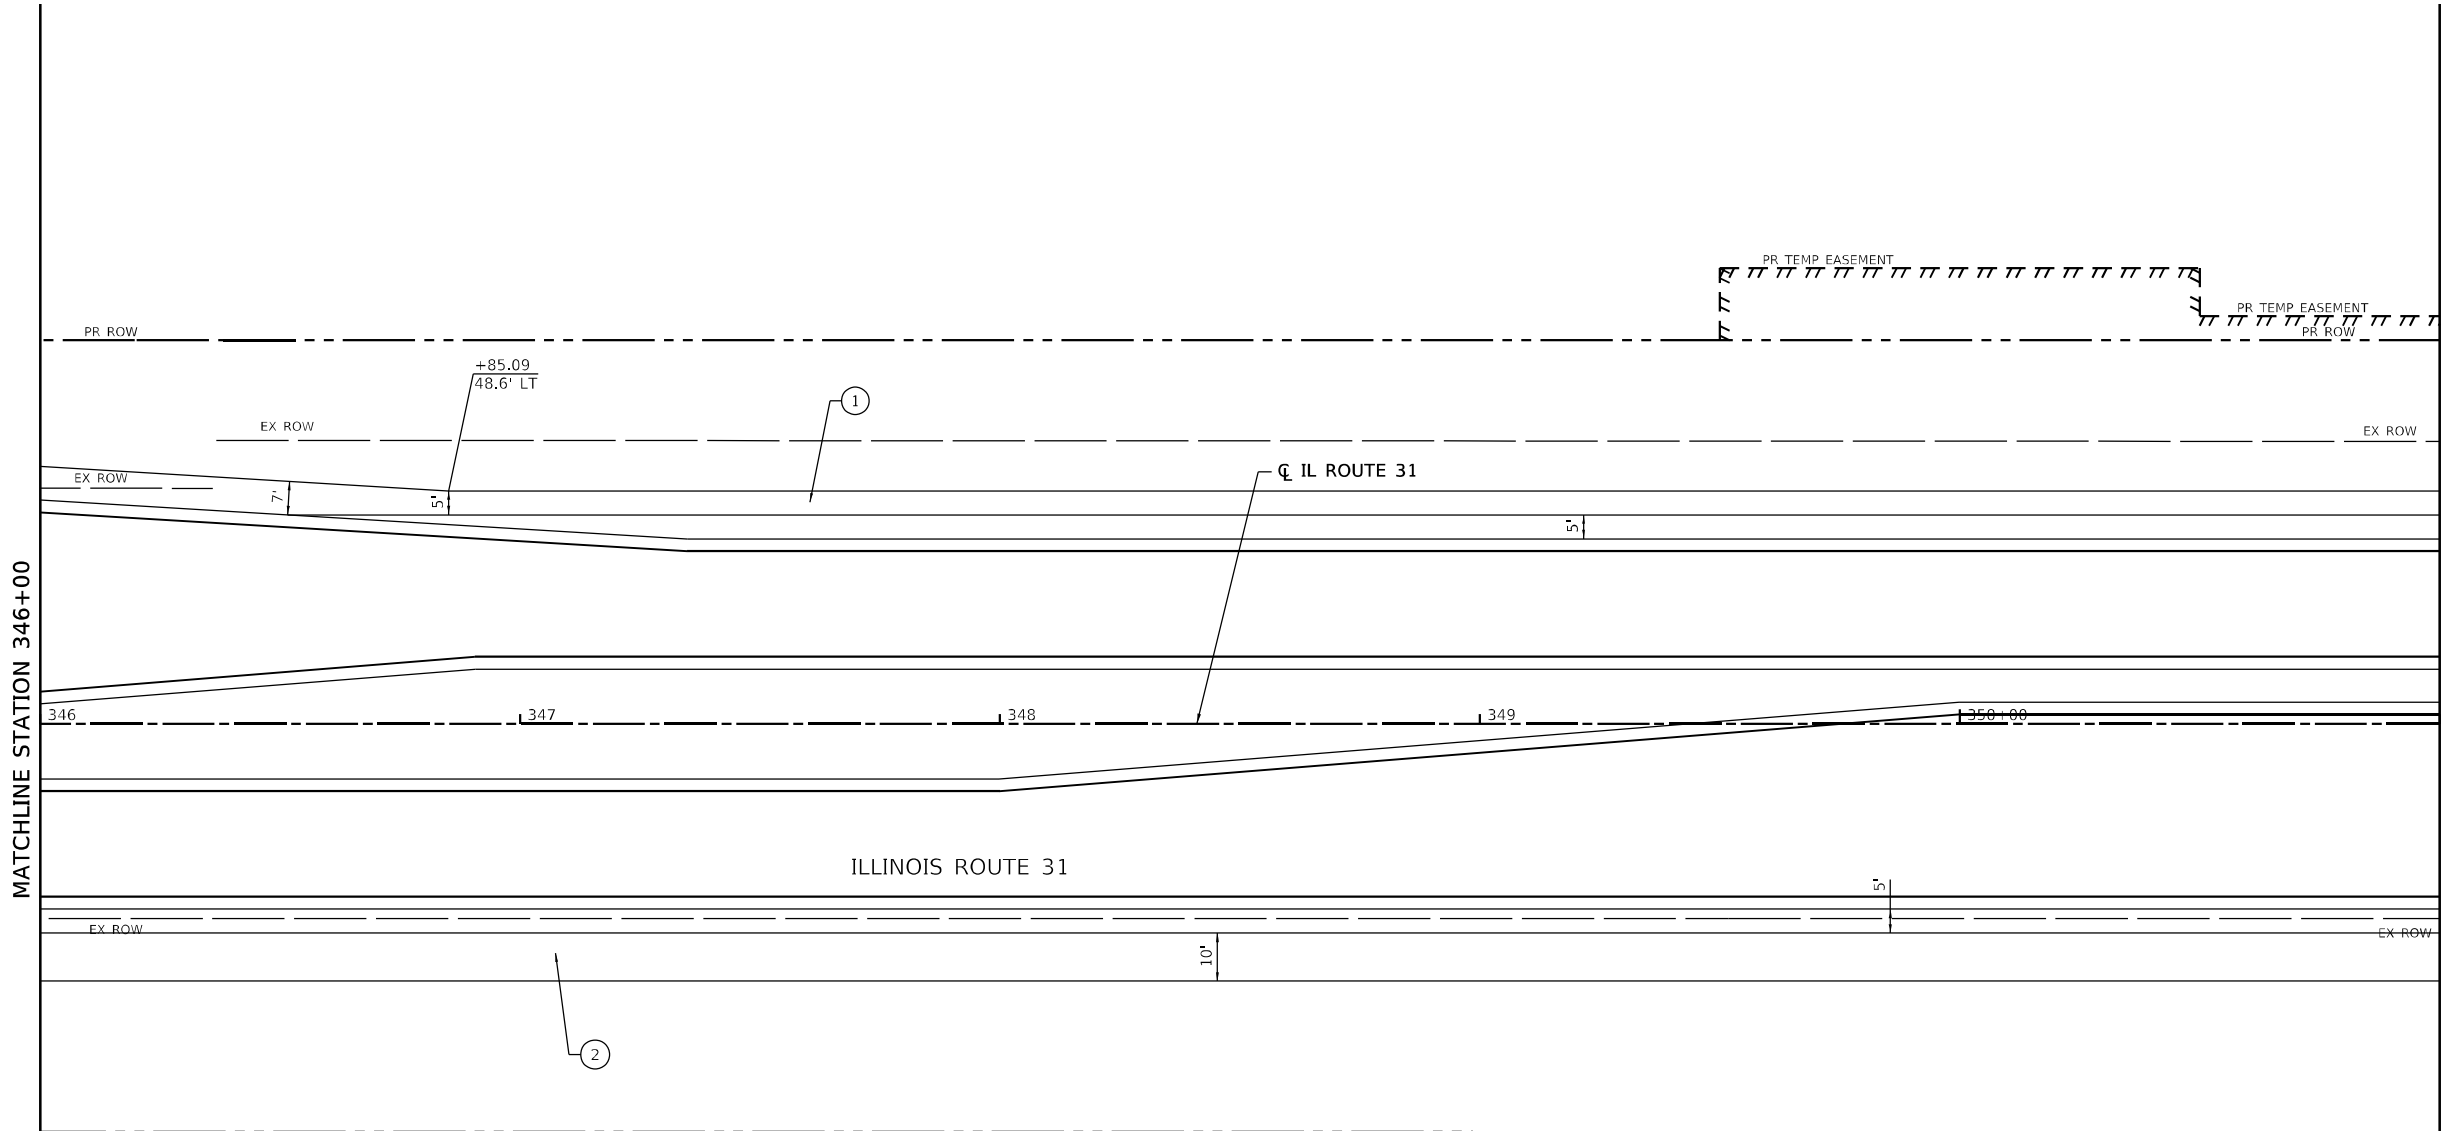 PR TEMP EASEMENT
PR TEMP EASEMENT
PR ROW
PR ROW
+85.09
48.6' LT
1
EX ROW
EX ROW
EX ROW
℄ IL ROUTE 31
7'
5'
5'
MATCHLINE STATION 346+00
346
347
348
349
350+00
ILLINOIS ROUTE 31
5'
EX ROW
EX ROW
10'
2